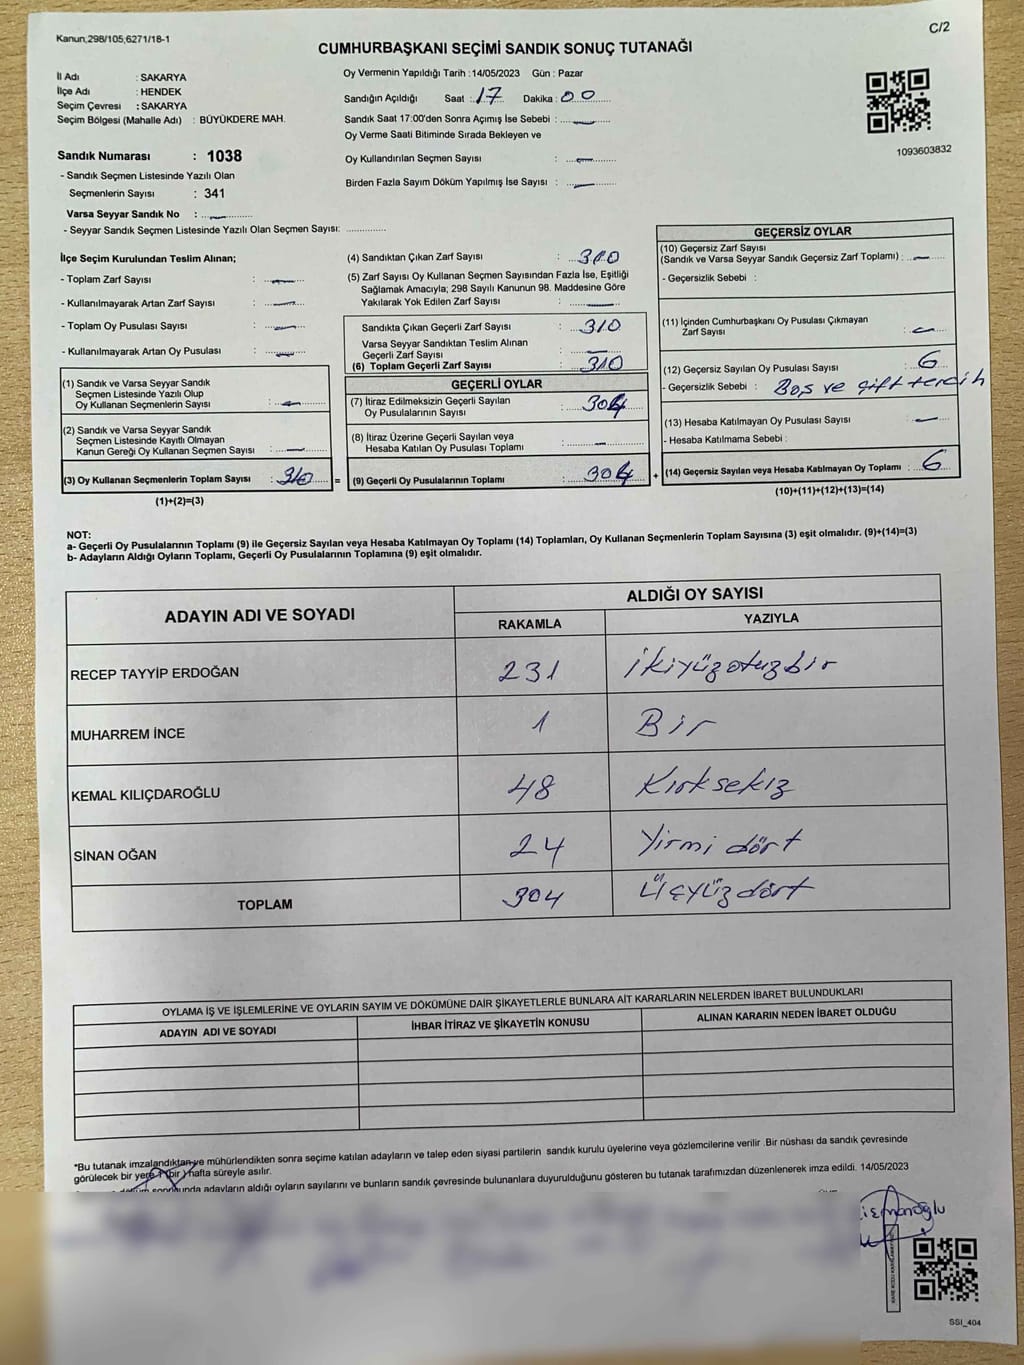 Kanun,298/105;6271/18-1
C/2
CUMHURBAŞKANI SEÇİMİ SANDIK SONUÇ TUTANAĞI
İl Adı : SAKARYA
İlçe Adı : HENDEK
Seçim Çevresi : SAKARYA
Seçim Bölgesi (Mahalle Adı) : BÜYÜKDERE MAH.
Sandık Numarası : 1038
- Sandık Seçmen Listesinde Yazılı Olan
Seçmenlerin Sayısı : 341
Varsa Seyyar Sandık No : —
- Seyyar Sandık Seçmen Listesinde Yazılı Olan Seçmen Sayısı: ..............
Oy Vermenin Yapıldığı Tarih :14/05/2023 Gün : Pazar
Sandığın Açıldığı Saat : 17 Dakika : 00
Sandık Saat 17:00'den Sonra Açımış İse Sebebi : —
Oy Verme Saati Bitiminde Sırada Bekleyen ve
Oy Kullandırılan Seçmen Sayısı : —
Birden Fazla Sayım Döküm Yapılmış İse Sayısı : —
1093603832
İlçe Seçim Kurulundan Teslim Alınan;
- Toplam Zarf Sayısı : —
- Kullanılmayarak Artan Zarf Sayısı : —
- Toplam Oy Pusulası Sayısı : —
- Kullanılmayarak Artan Oy Pusulası : —
(1) Sandık ve Varsa Seyyar Sandık
Seçmen Listesinde Yazılı Olup
Oy Kullanan Seçmenlerin Sayısı : —
(2) Sandık ve Varsa Seyyar Sandık
Seçmen Listesinde Kayıtlı Olmayan
Kanun Gereği Oy Kullanan Seçmen Sayısı : —
(3) Oy Kullanan Seçmenlerin Toplam Sayısı : 310 =
(1)+(2)=(3)
(4) Sandıktan Çıkan Zarf Sayısı : 310
(5) Zarf Sayısı Oy Kullanan Seçmen Sayısından Fazla İse, Eşitliği
Sağlamak Amacıyla; 298 Sayılı Kanunun 98. Maddesine Göre
Yakılarak Yok Edilen Zarf Sayısı : —
Sandıkta Çıkan Geçerli Zarf Sayısı : 310
Varsa Seyyar Sandıktan Teslim Alınan
Geçerli Zarf Sayısı : —
(6) Toplam Geçerli Zarf Sayısı : 310
GEÇERLİ OYLAR
(7) İtiraz Edilmeksizin Geçerli Sayılan
Oy Pusulalarının Sayısı : 304
(8) İtiraz Üzerine Geçerli Sayılan veya
Hesaba Katılan Oy Pusulası Toplamı : —
(9) Geçerli Oy Pusulalarının Toplamı : 304 +
GEÇERSİZ OYLAR
(10) Geçersiz Zarf Sayısı
(Sandık ve Varsa Seyyar Sandık Geçersiz Zarf Toplamı) : —
- Geçersizlik Sebebi :
(11) İçinden Cumhurbaşkanı Oy Pusulası Çıkmayan
Zarf Sayısı : —
(12) Geçersiz Sayılan Oy Pusulası Sayısı : 6
- Geçersizlik Sebebi : Boş ve çift tercih
(13) Hesaba Katılmayan Oy Pusulası Sayısı : —
- Hesaba Katılmama Sebebi :
(14) Geçersiz Sayılan veya Hesaba Katılmayan Oy Toplamı : 6
(10)+(11)+(12)+(13)=(14)
NOT:
a- Geçerli Oy Pusulalarının Toplamı (9) ile Geçersiz Sayılan veya Hesaba Katılmayan Oy Toplamı (14) Toplamları, Oy Kullanan Seçmenlerin Toplam Sayısına (3) eşit olmalıdır. (9)+(14)=(3)
b- Adayların Aldığı Oyların Toplamı, Geçerli Oy Pusulalarının Toplamına (9) eşit olmalıdır.
ADAYIN ADI VE SOYADI ALDIĞI OY SAYISI
RAKAMLA YAZIYLA
RECEP TAYYİP ERDOĞAN 231 ikiyüzotuzbir
MUHARREM İNCE 1 Bir
KEMAL KILIÇDAROĞLU 48 Kırksekiz
SİNAN OĞAN 24 Yirmi dört
TOPLAM 304 Üçyüzdört
OYLAMA İŞ VE İŞLEMLERİNE VE OYLARIN SAYIM VE DÖKÜMÜNE DAİR ŞİKAYETLERLE BUNLARA AİT KARARLARIN NELERDEN İBARET BULUNDUKLARI
ADAYIN ADI VE SOYADI İHBAR İTİRAZ VE ŞİKAYETİN KONUSU ALINAN KARARIN NEDEN İBARET OLDUĞU
*Bu tutanak imzalandıktan ve mühürlendikten sonra seçime katılan adayların ve talep eden siyasi partilerin sandık kurulu üyelerine veya gözlemcilerine verilir .Bir nüshası da sandık çevresinde
görülecek bir yere 1 (bir ) hafta süreyle asılır.
sonunda adayların aldığı oyların sayılarını ve bunların sandık çevresinde bulunanlara duyurulduğunu gösteren bu tutanak tarafımızdan düzenlenerek imza edildi. 14/05/2023
SSI_404